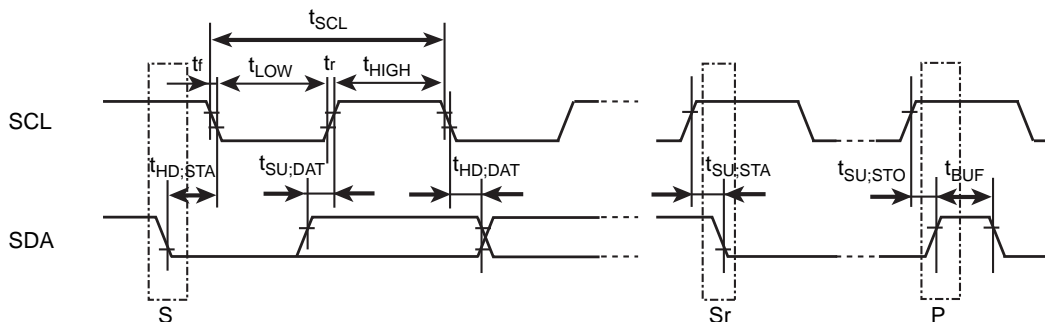 tSCL
tf tLOW tr tHIGH
SCL
tHD;STA tSU;DAT tHD;DAT tSU;STA tSU;STO tBUF
SDA
S Sr P